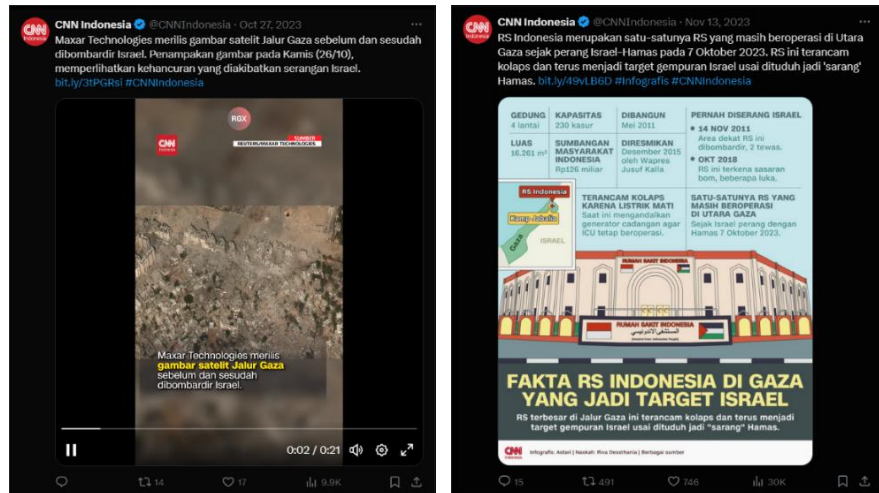 CNN Indonesia @CNNIndonesia · Oct 27, 2023
Maxar Technologies merilis gambar satelit Jalur Gaza sebelum dan sesudah
dibombardir Israel. Penampakan gambar pada Kamis (26/10),
memperlihatkan kehancuran yang diakibatkan serangan Israel.
bit.ly/3tPGRsi #CNNIndonesia
RGX
CNN
Indonesia
SUMBER
REUTERS/MAXAR TECHNOLOGIES
Maxar Technologies merilis
gambar satelit Jalur Gaza
sebelum dan sesudah
dibombardir Israel.
0:02 / 0:21
14
17
9.9K
CNN Indonesia @CNNIndonesia · Nov 13, 2023
RS Indonesia merupakan satu-satunya RS yang masih beroperasi di Utara
Gaza sejak perang Israel-Hamas pada 7 Oktober 2023. RS ini terancam
kolaps dan terus menjadi target gempuran Israel usai dituduh jadi 'sarang'
Hamas. bit.ly/49vLB6D #Infografis #CNNIndonesia
GEDUNG
4 lantai
KAPASITAS
230 kasur
DIBANGUN
Mei 2011
PERNAH DISERANG ISRAEL
• 14 NOV 2011
Area dekat RS ini
dibombardir, 2 tewas.
• OKT 2018
RS ini terkena sasaran
bom, beberapa luka.
LUAS
16.261 m²
SUMBANGAN
MASYARAKAT
INDONESIA
Rp126 miliar
DIRESMIKAN
Desember 2015
oleh Wapres
Jusuf Kalla
RS Indonesia
Kamp Jabalia
GAZA
ISRAEL
TERANCAM KOLAPS
KARENA LISTRIK MATI
Saat ini mengandalkan
generator cadangan agar
ICU tetap beroperasi.
SATU-SATUNYA RS YANG
MASIH BEROPERASI
DI UTARA GAZA
Sejak Israel perang dengan
Hamas 7 Oktober 2023.
RUMAH SAKIT INDONESIA
RUMAH SAKIT INDONESIA
المستشفى الاندونيسي
FAKTA RS INDONESIA DI GAZA
YANG JADI TARGET ISRAEL
RS terbesar di Jalur Gaza ini terancam kolaps dan terus menjadi
target gempuran Israel usai dituduh jadi "sarang" Hamas.
CNN
Infografis: Astari | Naskah: Riva Dessthania | Berbagai sumber
15
491
746
30K